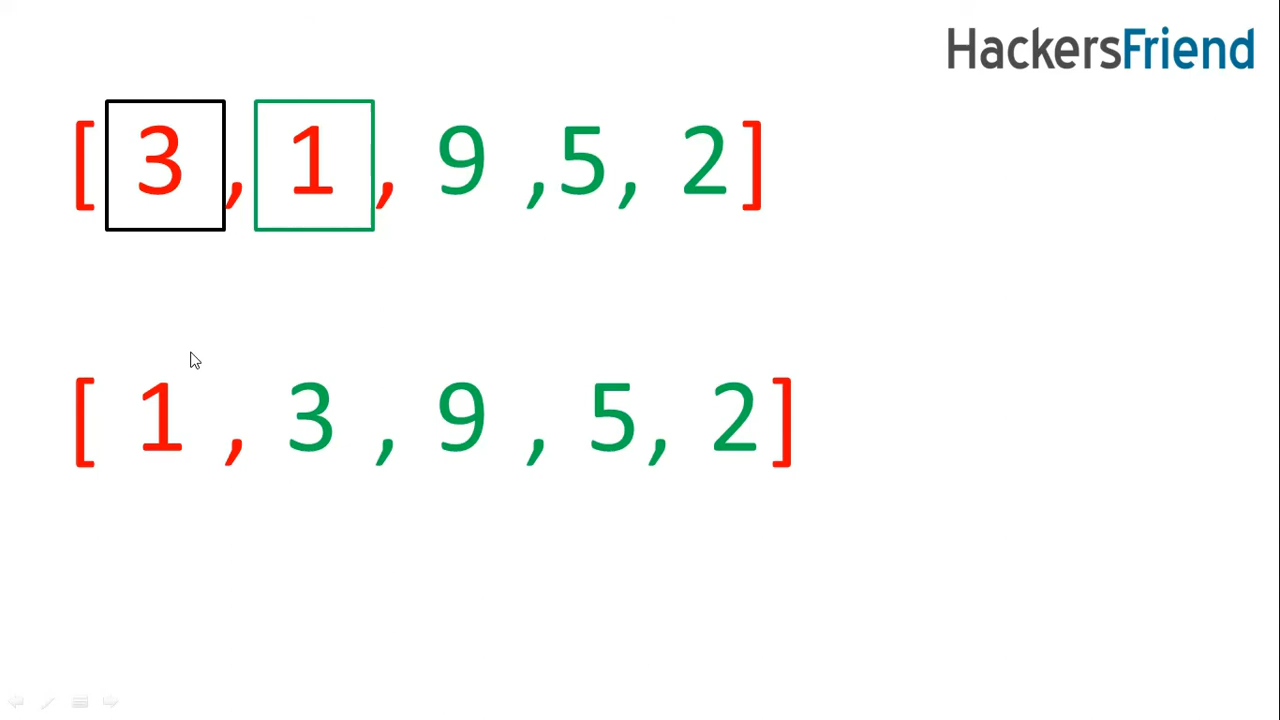 HackersFriend
[ 3 , 1 , 9 ,5, 2 ]
[ 1 , 3 , 9 , 5, 2 ]